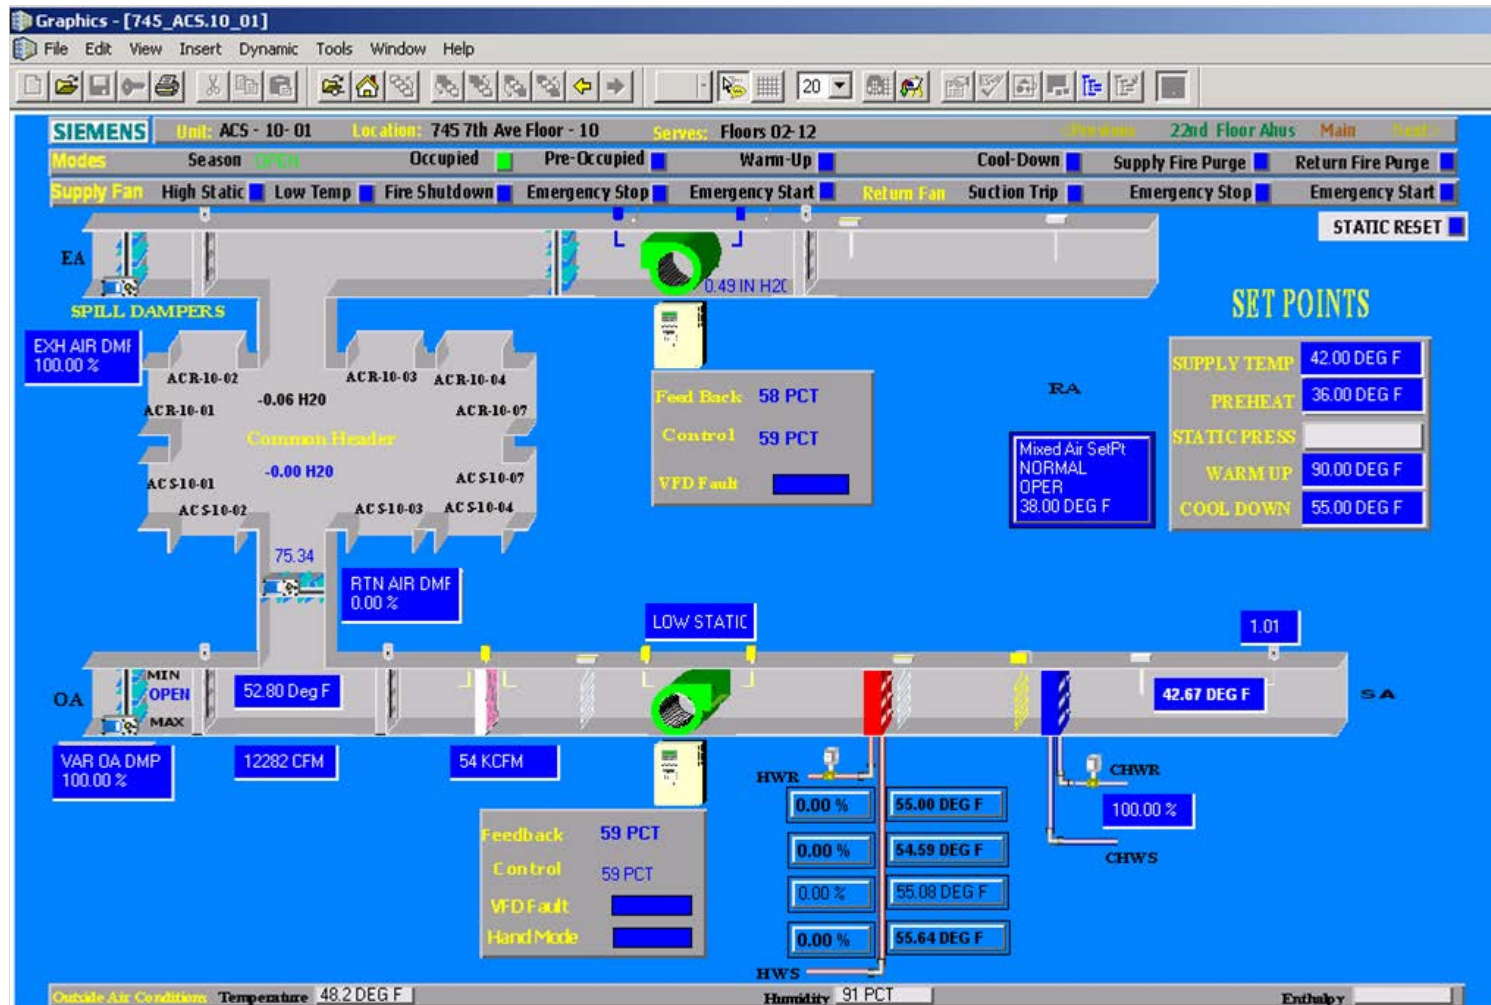 Graphics - [745_ACS.10_01]
File Edit View Insert Dynamic Tools Window Help
20
SIEMENS Unit: ACS - 10- 01 Location: 745 7th Ave Floor - 10 Serves: Floors 02-12 <Previous 22nd Floor Ahus Main Next>
Modes Season OPEN Occupied Pre-Occupied Warm-Up Cool-Down Supply Fire Purge Return Fire Purge
Supply Fan High Static Low Temp Fire Shutdown Emergency Stop Emergency Start Return Fan Suction Trip Emergency Stop Emergency Start
STATIC RESET
EA
0.49 IN H2O
SPILL DAMPERS
SET POINTS
EXH AIR DMF
100.00 %
SUPPLY TEMP 42.00 DEG F
PREHEAT 36.00 DEG F
STATIC PRESS
WARM UP 90.00 DEG F
COOL DOWN 55.00 DEG F
ACR-10-02 ACR-10-03 ACR-10-04
ACR-10-01 -0.06 H20 ACR-10-07
Common Header
-0.00 H20
ACS-10-01 ACS-10-07
ACS-10-02 ACS-10-03 ACS-10-04
Feed Back 58 PCT
Control 59 PCT
VFD Fault
RA
Mixed Air SetPt
NORMAL
OPER
38.00 DEG F
75.34
RTN AIR DMF
0.00 %
LOW STATIC
1.01
OA
MIN
OPEN
MAX
52.80 Deg F
42.67 DEG F
SA
VAR OA DMP
100.00 %
12282 CFM
54 KCFM
HWR
CHWR
100.00 %
CHWS
0.00 % 55.00 DEG F
0.00 % 54.59 DEG F
0.00 % 55.08 DEG F
0.00 % 55.64 DEG F
HWS
Feedback 59 PCT
Control 59 PCT
VFD Fault
Hand Mode
Outside Air Conditions Temperature 48.2 DEG F Humidity 91 PCT Enthalpy